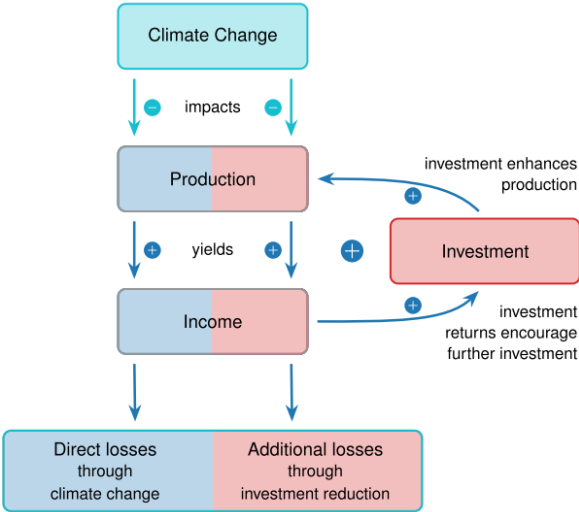 Climate Change
− impacts −
Production
investment enhances
production
+
+ yields +
+
Investment
Income
+
investment
returns encourage
further investment
Direct losses
through
climate change
Additional losses
through
investment reduction